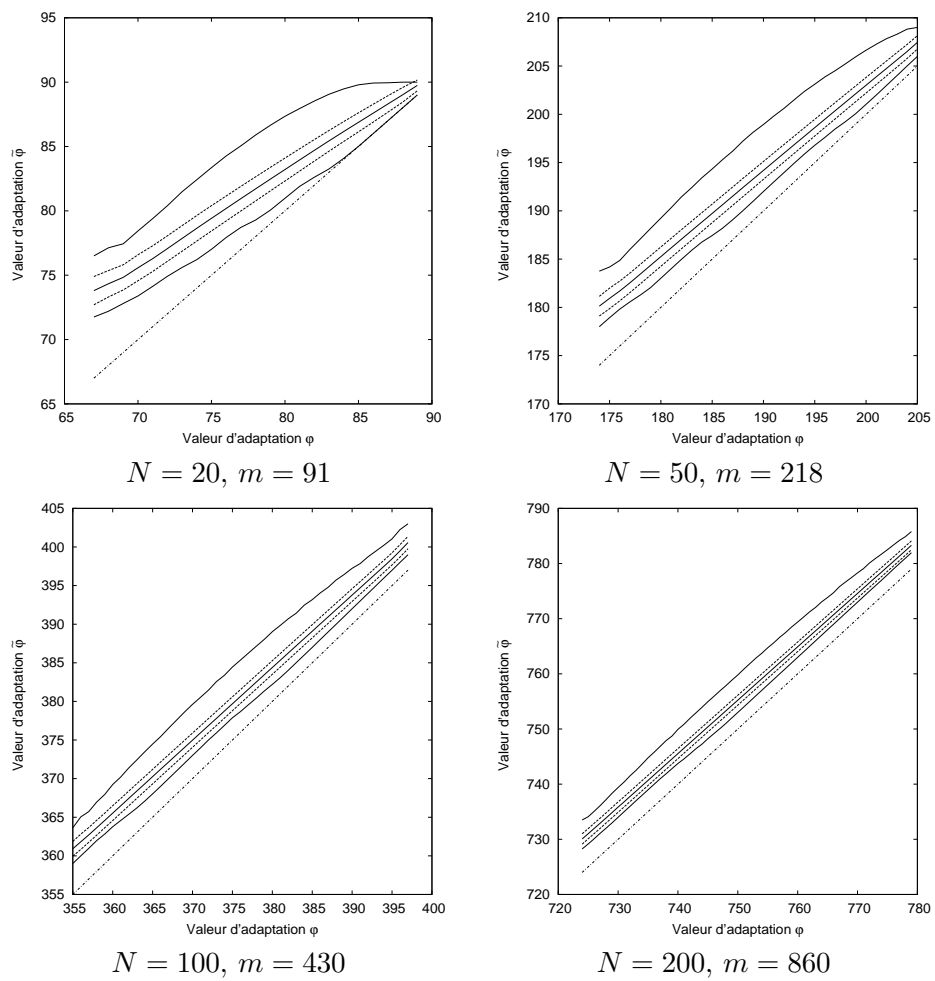 95
90
85
80
75
70
65
65 70 75 80 85 90
Valeur d'adaptation φ̃
Valeur d'adaptation φ
N = 20, m = 91
210
205
200
195
190
185
180
175
170
170 175 180 185 190 195 200 205
Valeur d'adaptation φ̃
Valeur d'adaptation φ
N = 50, m = 218
405
400
395
390
385
380
375
370
365
360
355
355 360 365 370 375 380 385 390 395 400
Valeur d'adaptation φ̃
Valeur d'adaptation φ
N = 100, m = 430
790
780
770
760
750
740
730
720
720 730 740 750 760 770 780
Valeur d'adaptation φ̃
Valeur d'adaptation φ
N = 200, m = 860